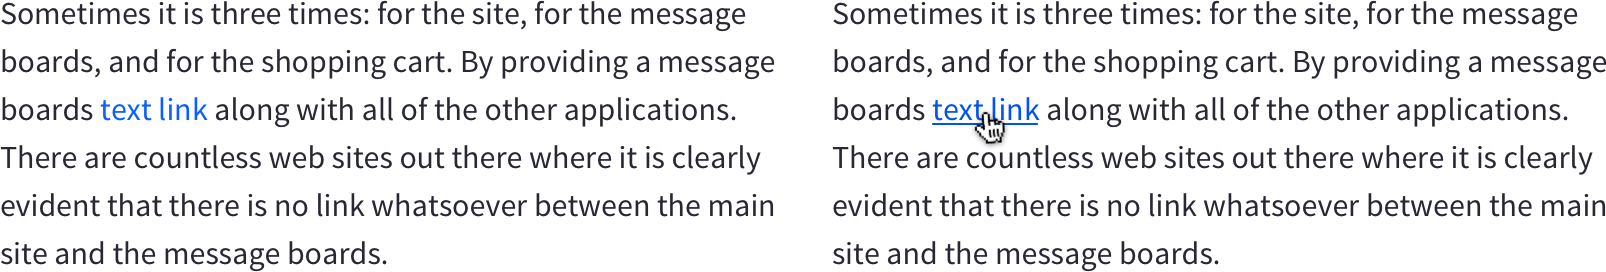 Sometimes it is three times: for the site, for the message
boards, and for the shopping cart. By providing a message
boards text link along with all of the other applications.
There are countless web sites out there where it is clearly
evident that there is no link whatsoever between the main
site and the message boards.
Sometimes it is three times: for the site, for the message
boards, and for the shopping cart. By providing a message
boards text link along with all of the other applications.
There are countless web sites out there where it is clearly
evident that there is no link whatsoever between the main
site and the message boards.